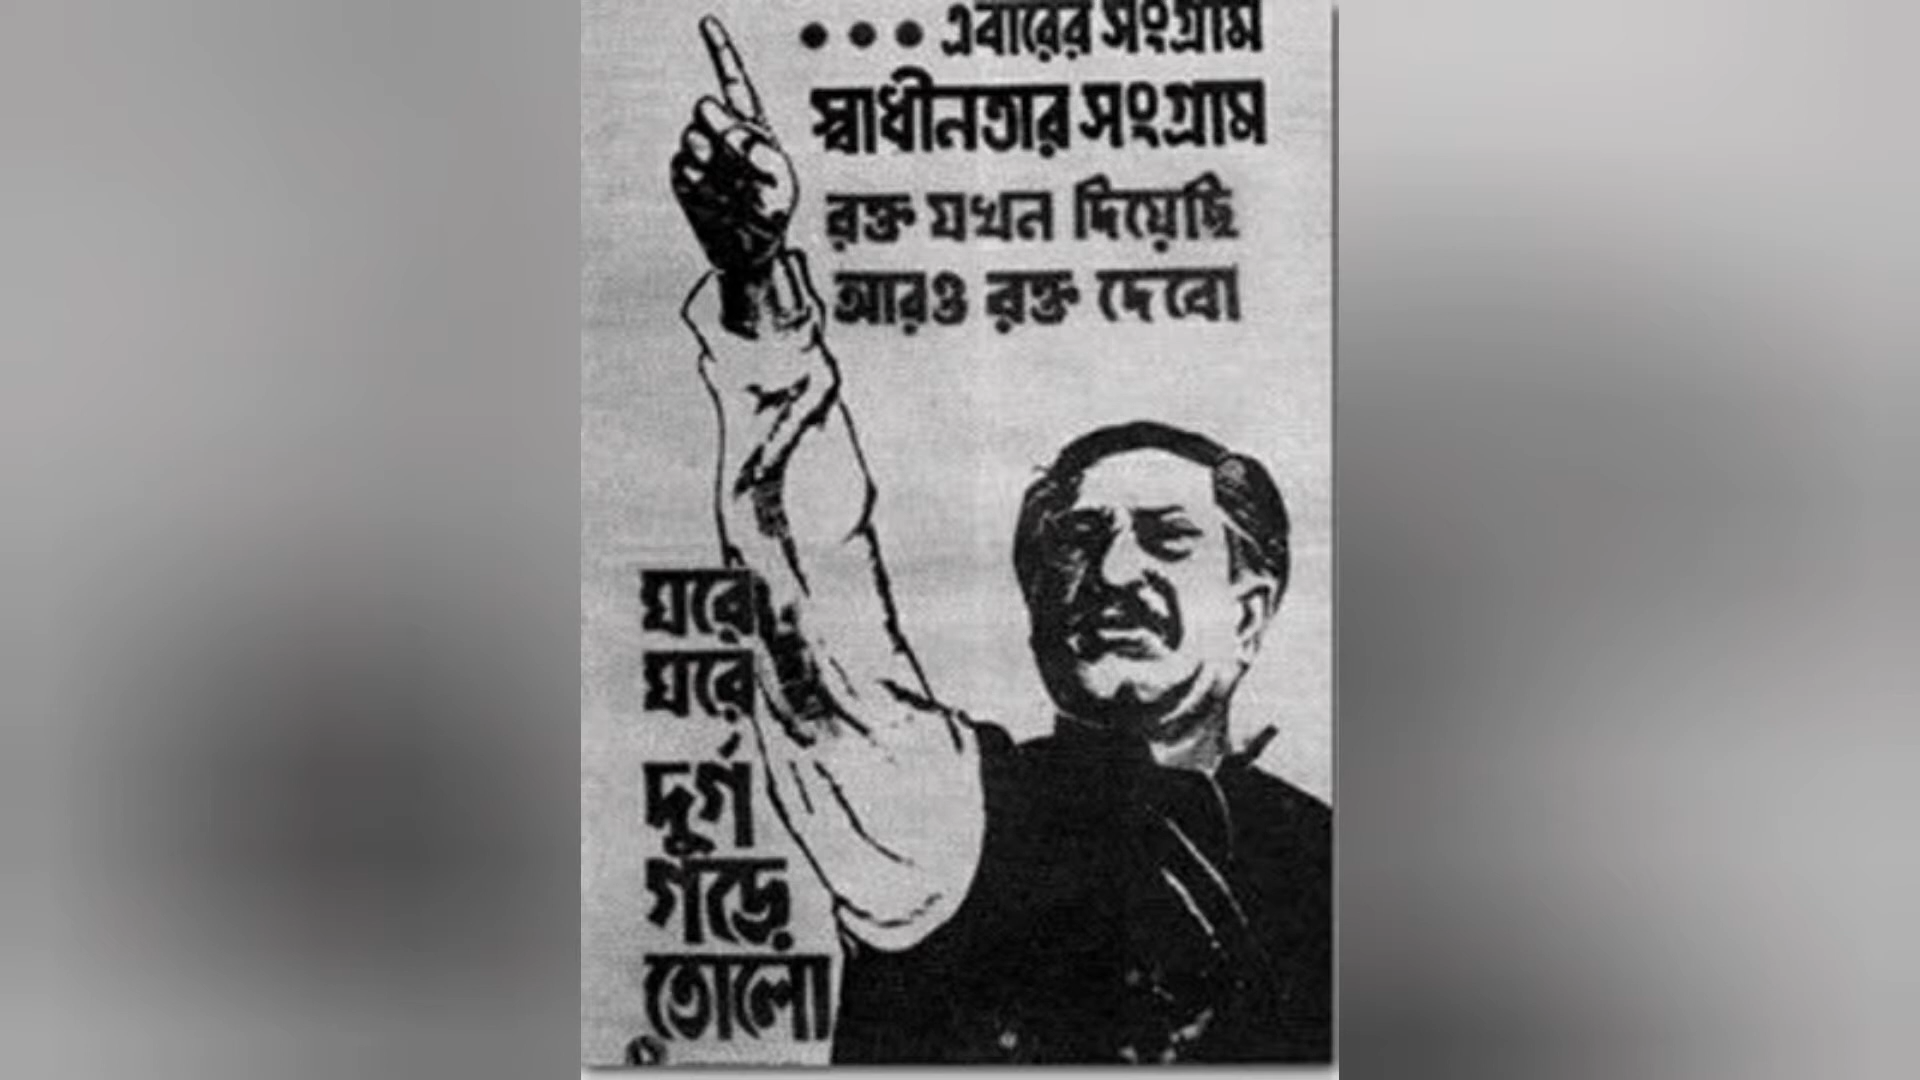 ••• এবারের সংগ্রাম
স্বাধীনতার সংগ্রাম
রক্ত যখন দিয়েছি
আরও রক্ত দেবো
ঘরে
ঘরে
দুর্গ
গড়ে
তোলো